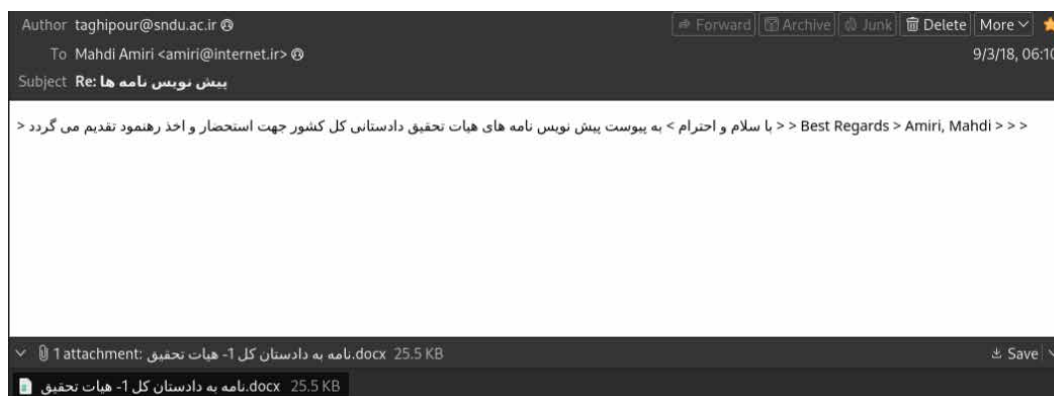 Author taghipour@sndu.ac.ir
Forward Archive Junk Delete More
To Mahdi Amiri <amiri@internet.ir>
9/3/18, 06:10
Subject Re: پیش نویس نامه ها
< با سلام و احترام > به پیوست پیش نویس نامه های هیات تحقیق دادستانی کل کشور جهت استحضار و اخذ رهنمود تقدیم می گردد < < < Best Regards > Amiri, Mahdi > > >
1 attachment: نامه به دادستان کل 1- هیات تحقیق.docx 25.5 KB
Save
نامه به دادستان کل 1- هیات تحقیق.docx 25.5 KB